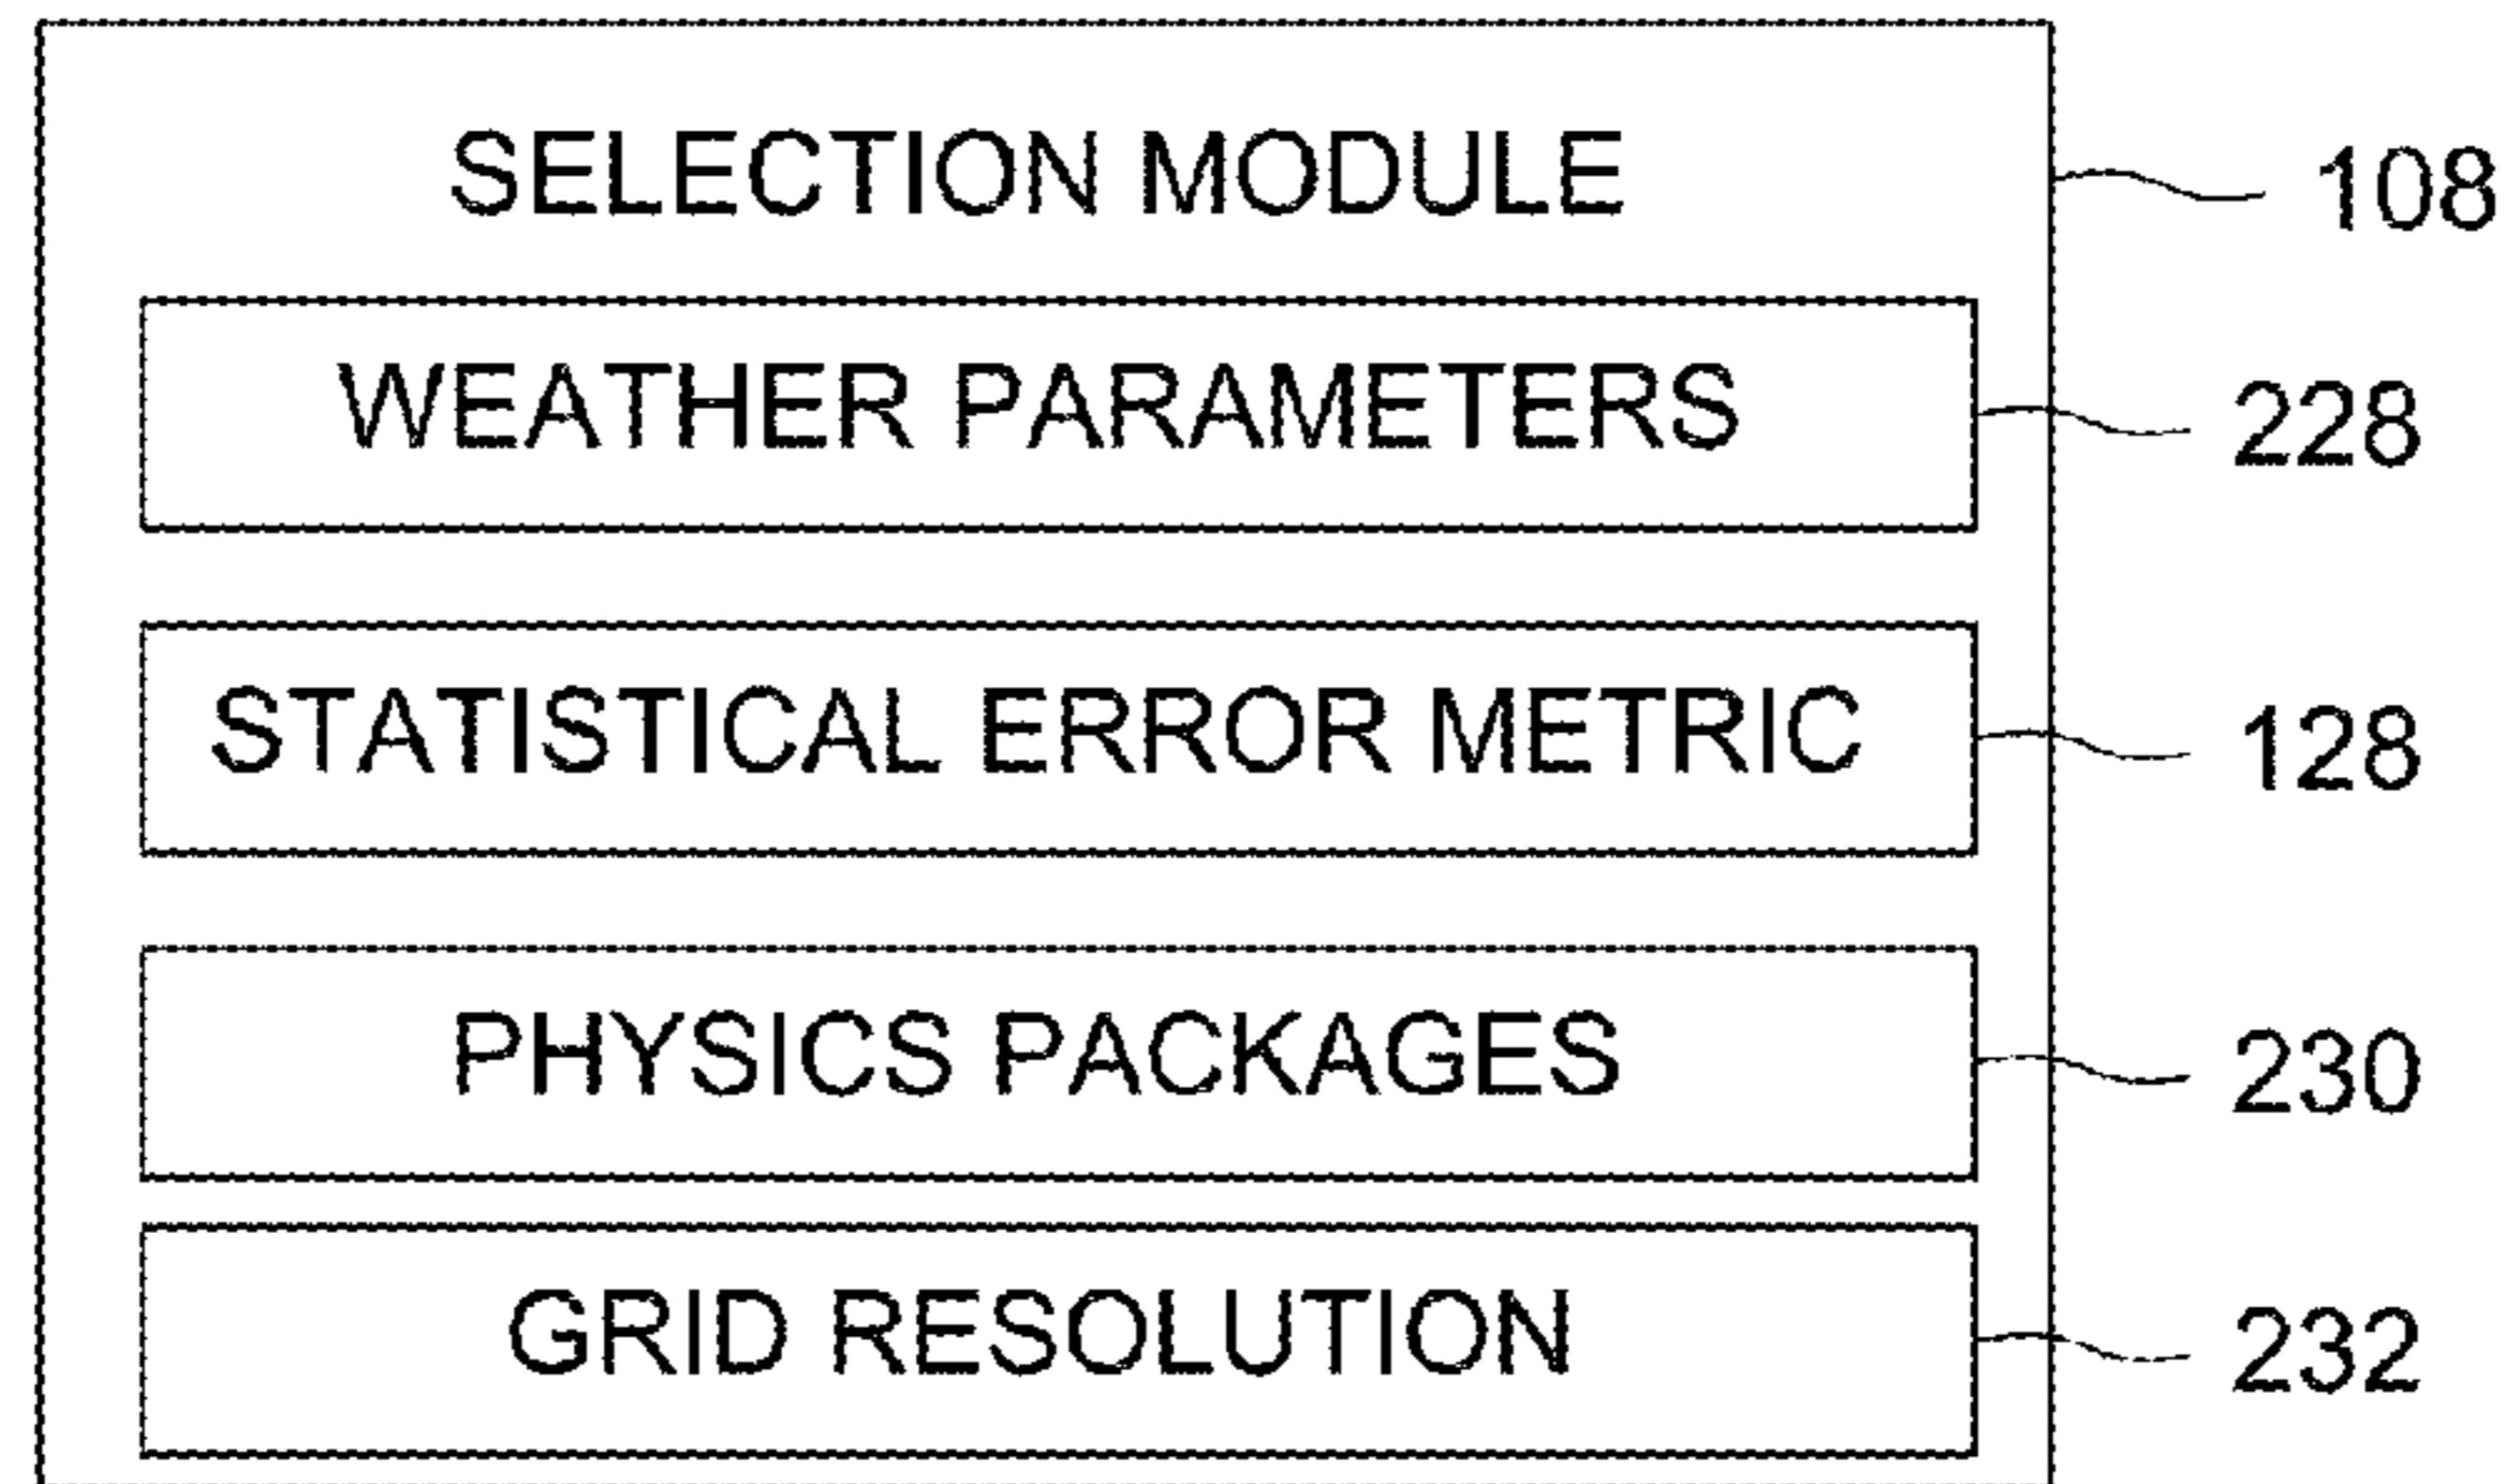 SELECTION MODULE 108
WEATHER PARAMETERS 228
STATISTICAL ERROR METRIC 128
PHYSICS PACKAGES 230
GRID RESOLUTION 232